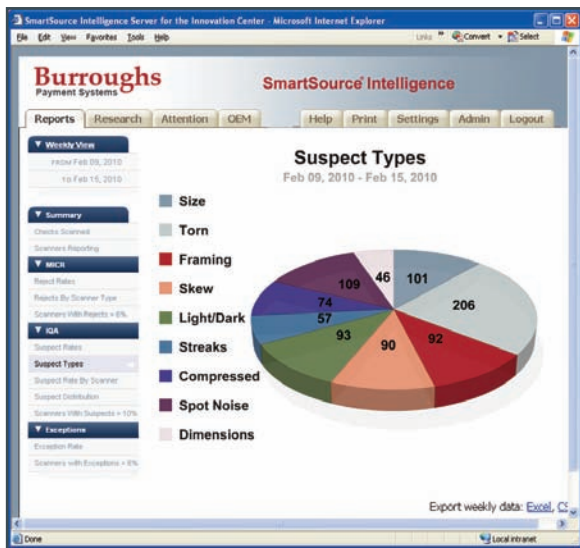 SmartSource Intelligence Server for the Innovation Center - Microsoft Internet Explorer
File Edit View Favorites Tools Help
Links » Convert Select
Burroughs
Payment Systems
SmartSource® Intelligence
Reports Research Attention OEM Help Print Settings Admin Logout
Weekly View
FROM Feb 09, 2010
TO Feb 15, 2010
Summary
Checks Scanned
Scanners Reporting
MICR
Reject Rates
Rejects By Scanner Type
Scanners With Rejects > 8%
IQA
Suspect Rates
Suspect Types
Suspect Rate By Scanner
Suspect Distribution
Scanners With Suspects > 10%
Exceptions
Exception Rate
Scanners with Exceptions > 8%
Suspect Types
Feb 09, 2010 - Feb 15, 2010
Size
Torn
Framing
Skew
Light/Dark
Streaks
Compressed
Spot Noise
Dimensions
46
101
109
206
74
57
93
90
92
Export weekly data: Excel, CS
Done
Local intranet